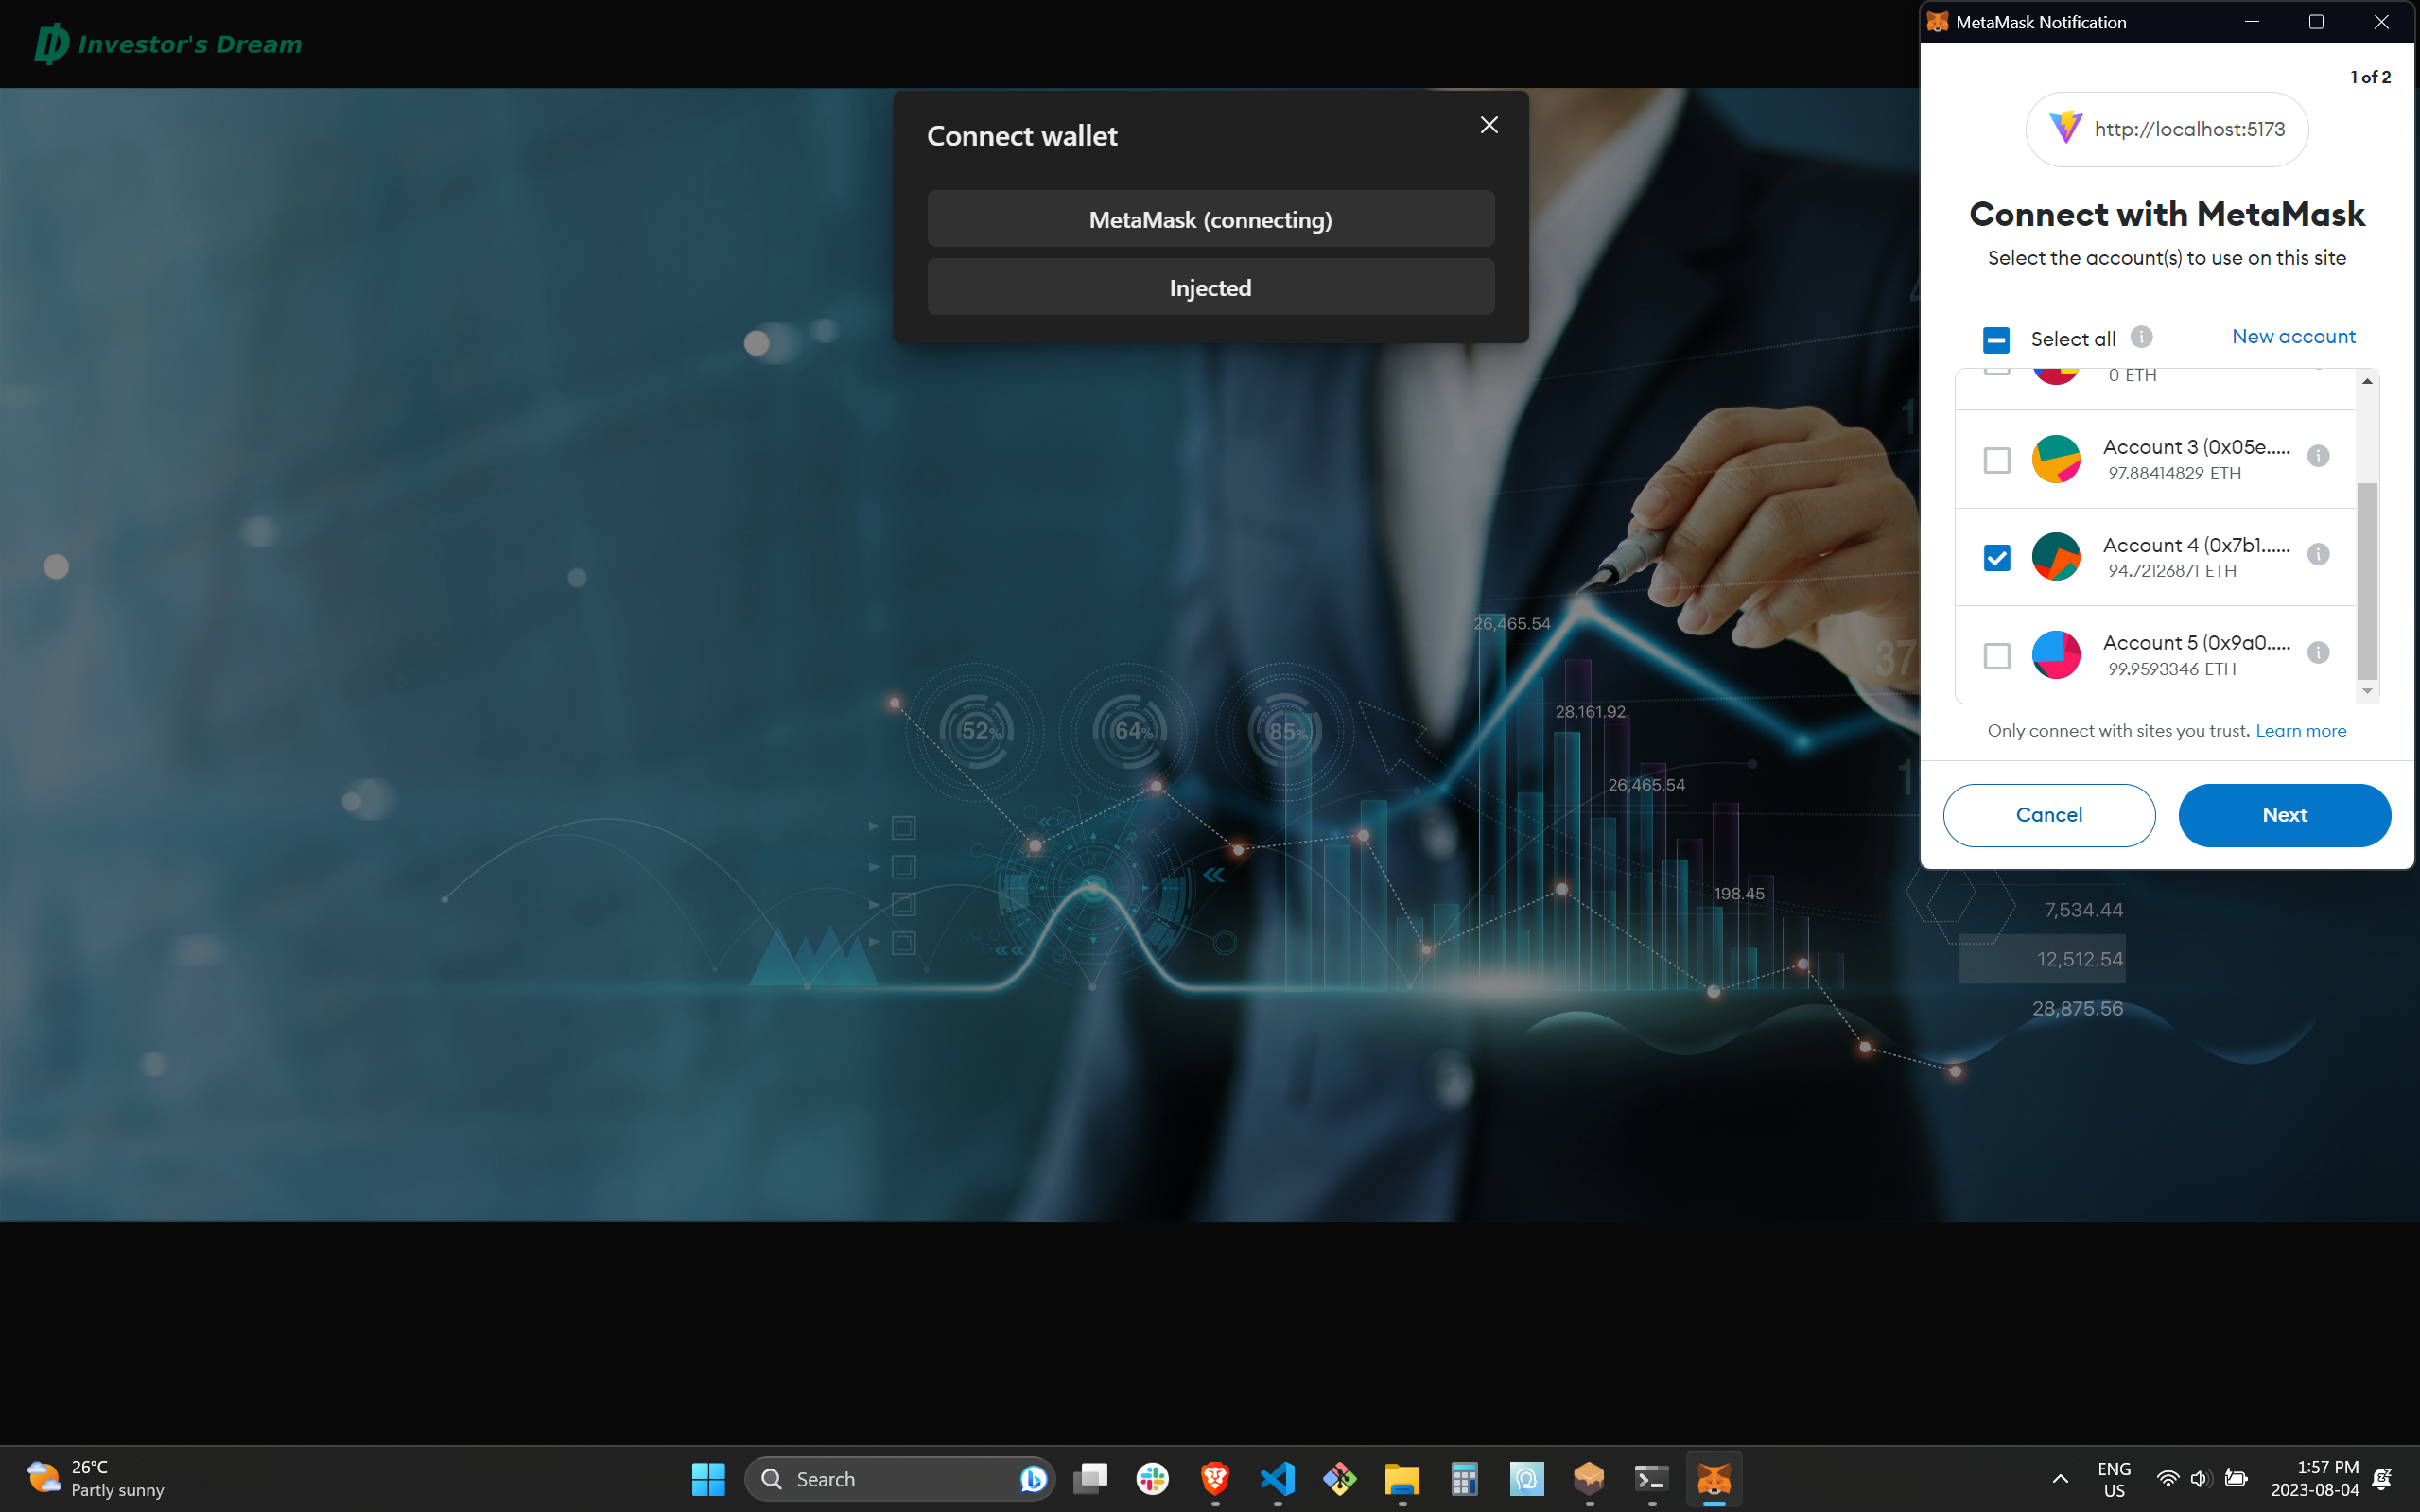 Investor's Dream
Connect wallet
MetaMask (connecting)
Injected
MetaMask Notification
1 of 2
http://localhost:5173
Connect with MetaMask
Select the account(s) to use on this site
Select all
New account
0 ETH
Account 3 (0x05e.....
97.88414829 ETH
Account 4 (0x7b1......
94.72126871 ETH
Account 5 (0x9a0.....
99.9593346 ETH
Only connect with sites you trust. Learn more
Cancel
Next
26,465.54
37
52%
64%
85%
28,161.92
26,465.54
198.45
7,534.44
12,512.54
28,875.56
26°C
Partly sunny
Search
ENG
US
1:57 PM
2023-08-04